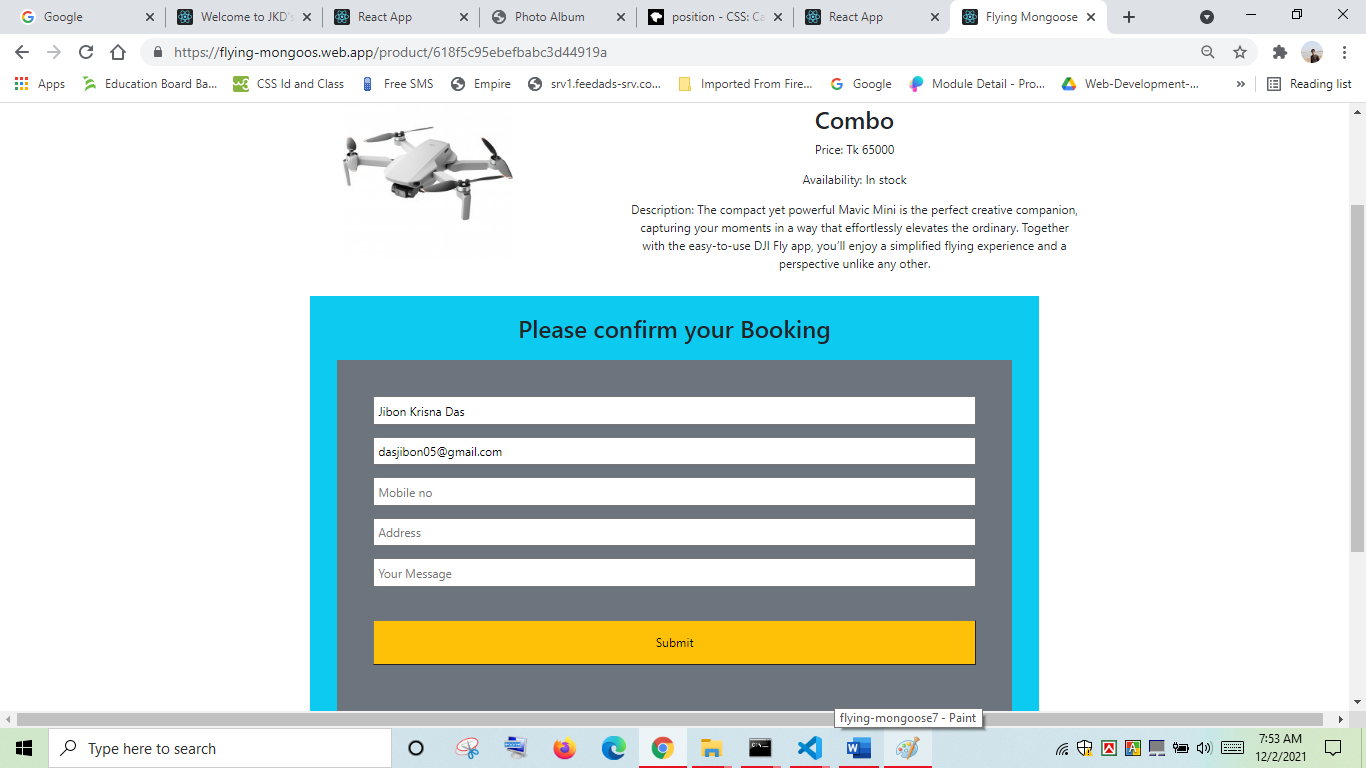 Google
Welcome to JKD's
React App
Photo Album
position - CSS: Ca
React App
Flying Mongoose
https://flying-mongoos.web.app/product/618f5c95ebefbabc3d44919a
Apps
Education Board Ba...
CSS Id and Class
Free SMS
Empire
srv1.feedads-srv.co...
Imported From Fire...
Google
Module Detail - Pro...
Web-Development-...
»
Reading list
Combo
Price: Tk 65000
Availability: In stock
Description: The compact yet powerful Mavic Mini is the perfect creative companion,
capturing your moments in a way that effortlessly elevates the ordinary. Together
with the easy-to-use DJI Fly app, you'll enjoy a simplified flying experience and a
perspective unlike any other.
Please confirm your Booking
Jibon Krisna Das
dasjibon05@gmail.com
Mobile no
Address
Your Message
Submit
flying-mongoose7 - Paint
Type here to search
7:53 AM
12/2/2021